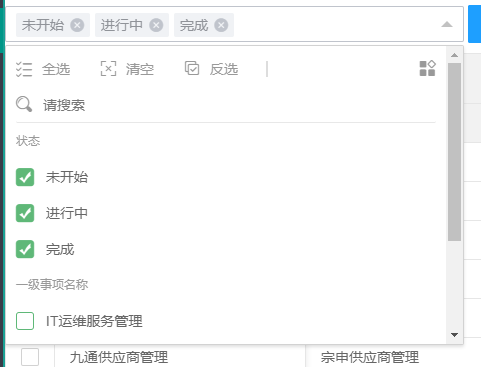 未开始 进行中 完成
全选 清空 反选
请搜索
状态
未开始
进行中
完成
一级事项名称
IT运维服务管理
九通供应商管理 宗申供应商管理